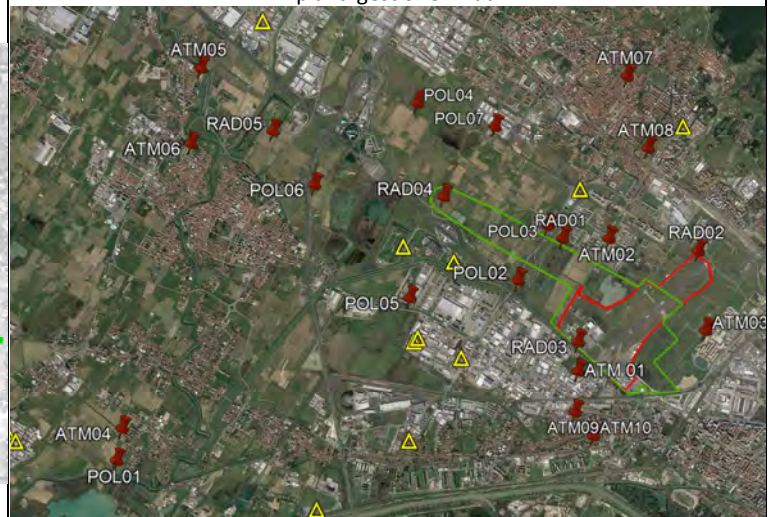 ATM05
ATM07
POL04
RAD05
POL07
ATM08
ATM06
POL06
RAD04
RAD01
POL03
ATM02
RAD02
POL02
POL05
ATM03
RAD03
ATM 01
ATM04
ATM09
ATM10
POL01